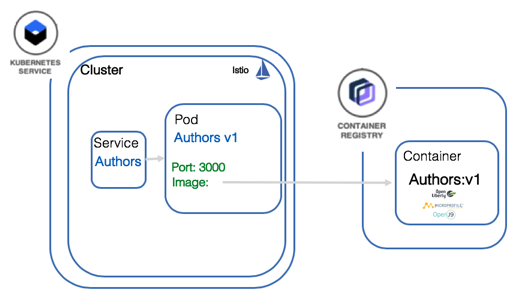 KUBERNETES
SERVICE
Cluster
Istio
Service
Authors
Pod
Authors v1
Port: 3000
Image:
CONTAINER
REGISTRY
Container
Authors:v1
Open
Liberty
MICROPROFILE
OpenJ9